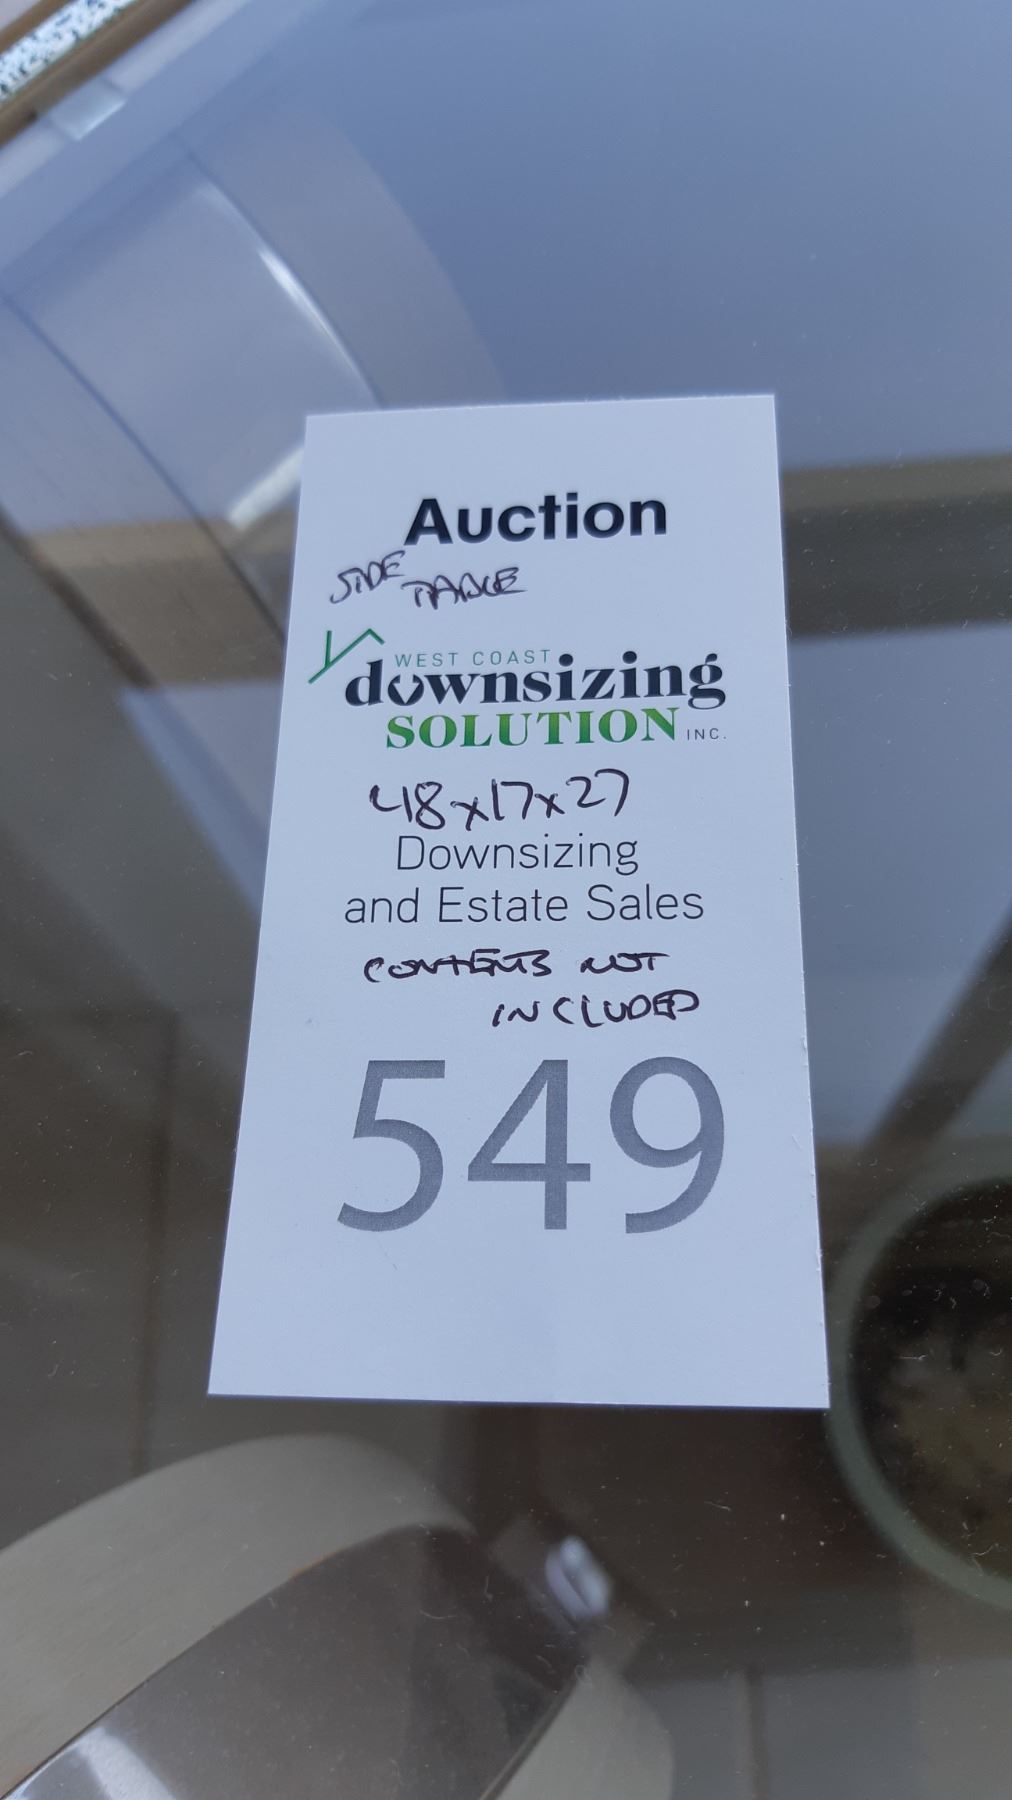 Auction
SIDE TABLE
WEST COAST
downsizing
SOLUTION INC.
48x17x27
Downsizing
and Estate Sales
CONTENTS NOT
INCLUDED
549